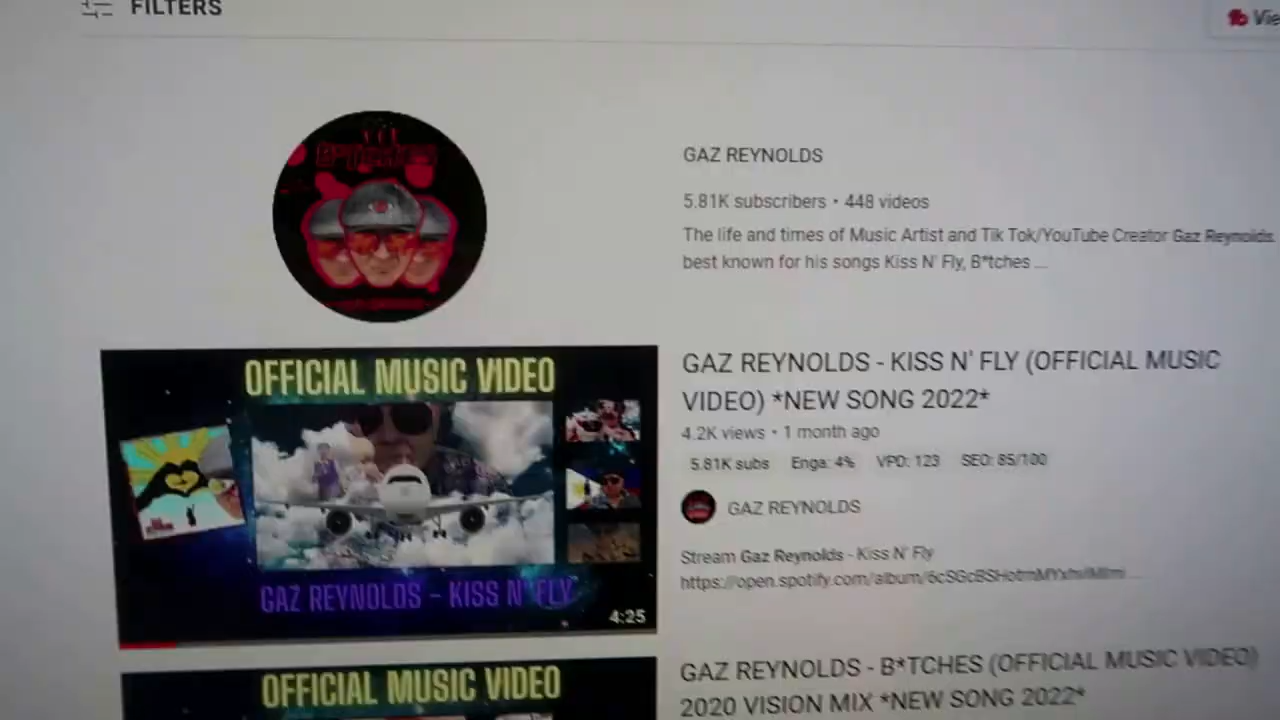 FILTERS
GAZ REYNOLDS
5.81K subscribers • 448 videos
The life and times of Music Artist and Tik Tok/YouTube Creator Gaz Reynolds.
best known for his songs Kiss N' Fly, B*tches ...
OFFICIAL MUSIC VIDEO
GAZ REYNOLDS - KISS N' FLY
4:25
GAZ REYNOLDS - KISS N' FLY (OFFICIAL MUSIC
VIDEO) *NEW SONG 2022*
4.2K views • 1 month ago
5.81K subs Enga: 4% VPD: 123 SEO: 85/100
GAZ REYNOLDS
Stream Gaz Reynolds - Kiss N' Fly
OFFICIAL MUSIC VIDEO
GAZ REYNOLDS - B*TCHES (OFFICIAL MUSIC VIDEO)
2020 VISION MIX *NEW SONG 2022*